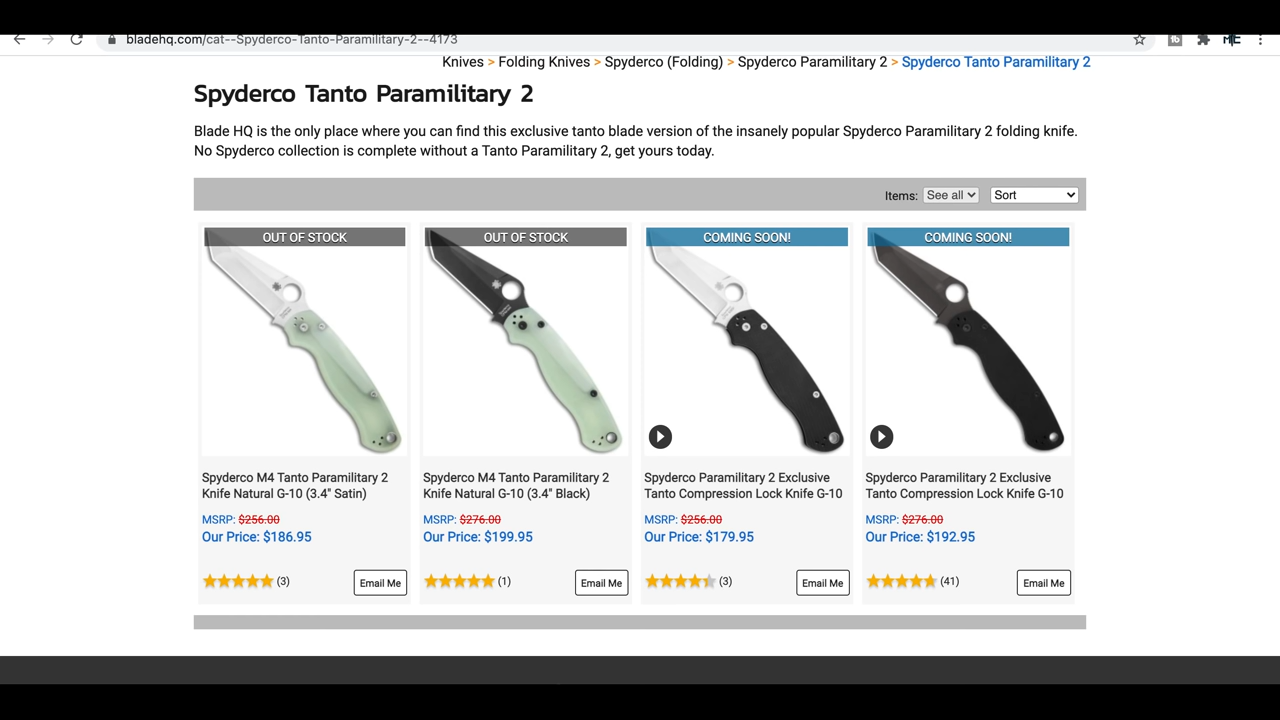 bladehq.com/cat--Spyderco-Tanto-Paramilitary-2--4173
Knives > Folding Knives > Spyderco (Folding) > Spyderco Paramilitary 2 > Spyderco Tanto Paramilitary 2
Spyderco Tanto Paramilitary 2
Blade HQ is the only place where you can find this exclusive tanto blade version of the insanely popular Spyderco Paramilitary 2 folding knife.
No Spyderco collection is complete without a Tanto Paramilitary 2, get yours today.
Items: See all Sort
OUT OF STOCK
Spyderco M4 Tanto Paramilitary 2
Knife Natural G-10 (3.4" Satin)
MSRP: $256.00
Our Price: $186.95
(3)
Email Me
OUT OF STOCK
Spyderco M4 Tanto Paramilitary 2
Knife Natural G-10 (3.4" Black)
MSRP: $276.00
Our Price: $199.95
(1)
Email Me
COMING SOON!
Spyderco Paramilitary 2 Exclusive
Tanto Compression Lock Knife G-10
MSRP: $256.00
Our Price: $179.95
(3)
Email Me
COMING SOON!
Spyderco Paramilitary 2 Exclusive
Tanto Compression Lock Knife G-10
MSRP: $276.00
Our Price: $192.95
(41)
Email Me